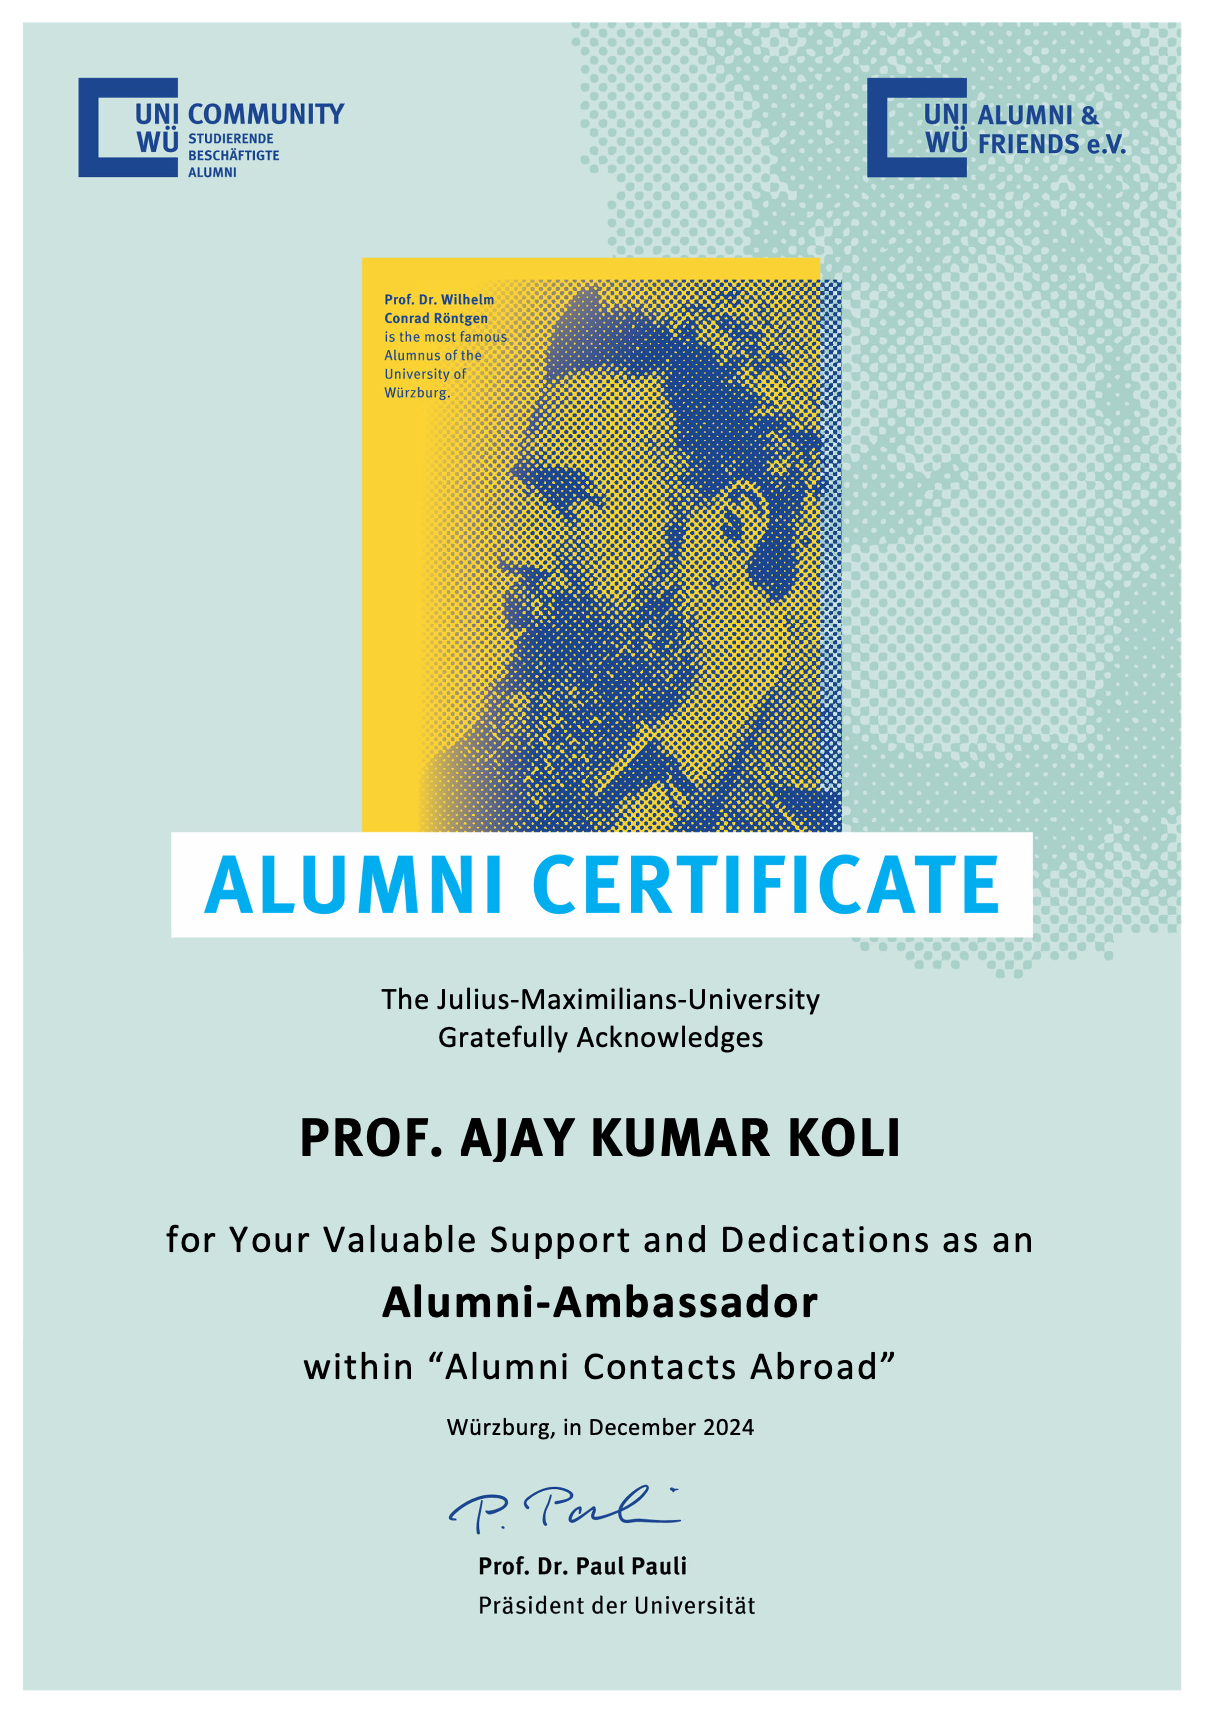 UNI COMMUNITY
WÜ STUDIERENDE
BESCHÄFTIGTE
ALUMNI
UNI ALUMNI &
WÜ FRIENDS e.V.
Prof. Dr. Wilhelm
Conrad Röntgen
is the most famous
Alumnus of the
University of
Würzburg.
ALUMNI CERTIFICATE
The Julius-Maximilians-University
Gratefully Acknowledges
PROF. AJAY KUMAR KOLI
for Your Valuable Support and Dedications as an
Alumni-Ambassador
within “Alumni Contacts Abroad”
Würzburg, in December 2024
P. Pauli
Prof. Dr. Paul Pauli
Präsident der Universität